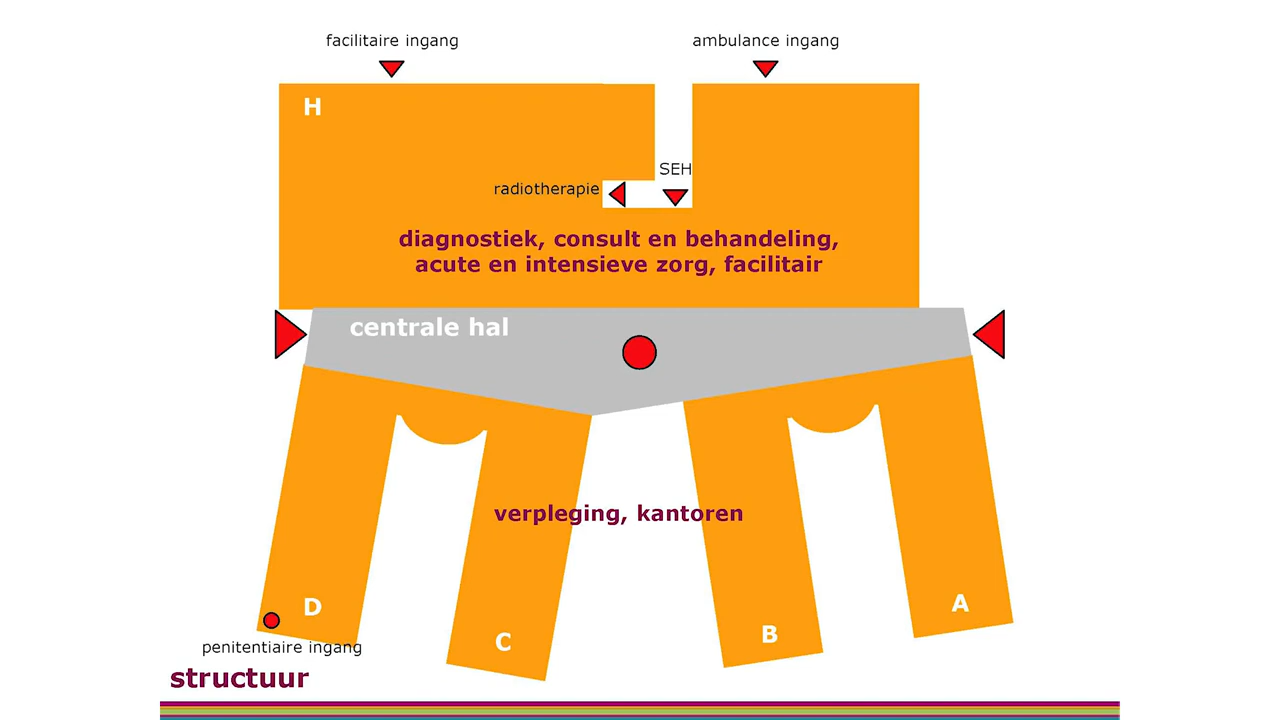 facilitaire ingang
ambulance ingang
H
SEH
radiotherapie
diagnostiek, consult en behandeling,
acute en intensieve zorg, facilitair
centrale hal
verpleging, kantoren
D
C
B
A
penitentiaire ingang
structuur